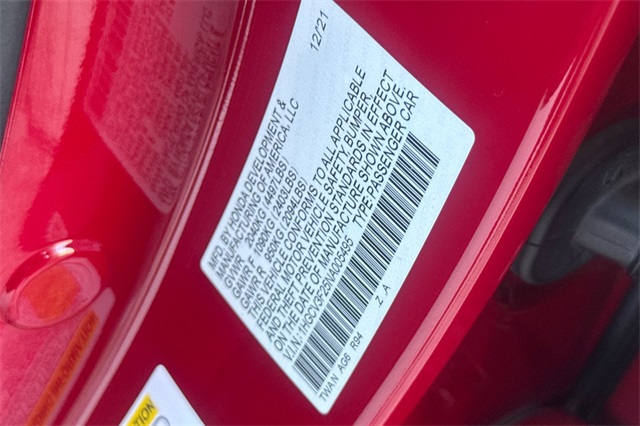 MFD BY HONDA DEVELOPMENT & 12/21
MANUFACTURING OF AMERICA, LLC
GVWR 2040KG (4497LBS)
GAWR F 1090KG (2403LBS)
GAWR R 950KG (2094LBS)
THIS VEHICLE CONFORMS TO ALL APPLICABLE
FEDERAL MOTOR VEHICLE SAFETY, BUMPER,
AND THEFT PREVENTION STANDARDS IN EFFECT
ON THE DATE OF MANUFACTURE SHOWN ABOVE.
V.I.N: TYPE:PASSENGER CAR
TWAN AG6 R94 Z A